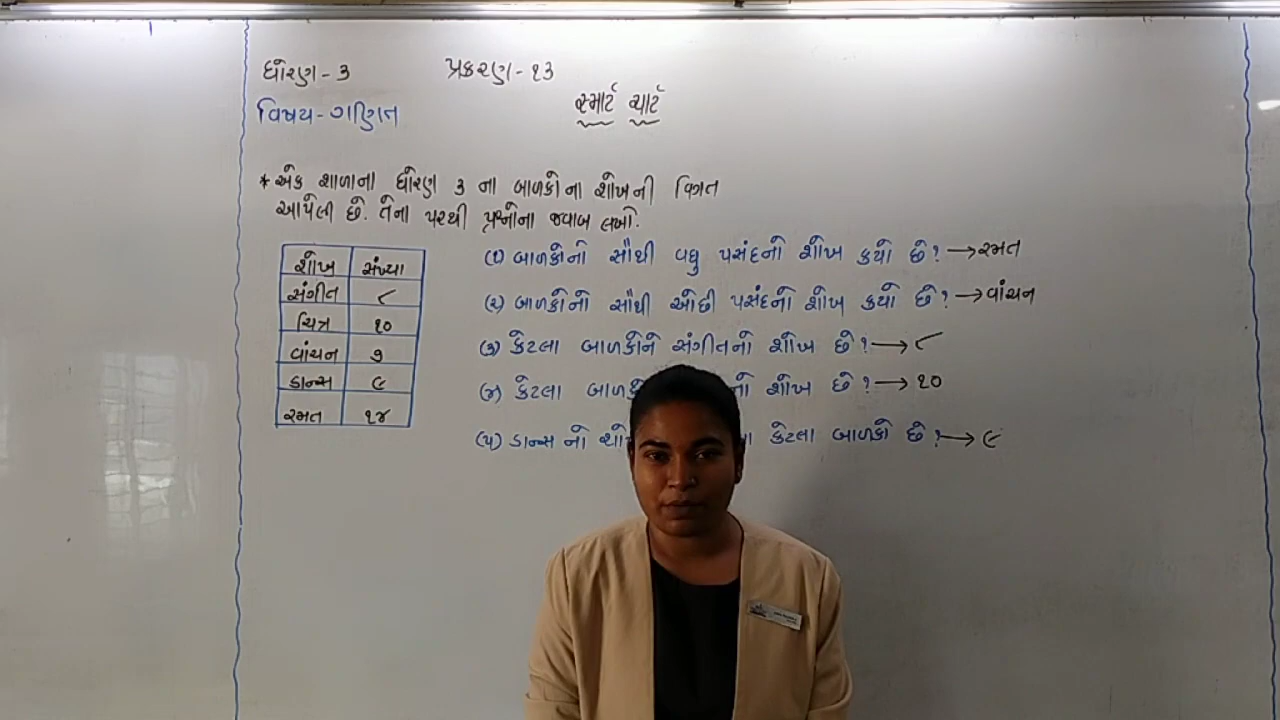 ધોરણ - ૩ પ્રકરણ - ૧૩
વિષય - ગણિત સ્માર્ટ ચાર્ટ
* એક શાળાના ધોરણ ૩ ના બાળકોના શોખની વિગત
આપેલી છે. તેના પરથી પ્રશ્નોના જવાબ લખો.
શોખ સંખ્યા
સંગીત ૮
ચિત્ર ૧૦
વાંચન ૭
ડાન્સ ૯
રમત ૧૪
(૧) બાળકોનો સૌથી વધુ પસંદનો શોખ કયો છે? → રમત
(૨) બાળકોનો સૌથી ઓછી પસંદનો શોખ કયો છે? → વાંચન
(૩) કેટલા બાળકોને સંગીતનો શોખ છે? → ૮
(૪) કેટલા શોખ છે? → ૧૦
(૫) ડાન્સ નો કેટલા બાળકો છે? → ૯